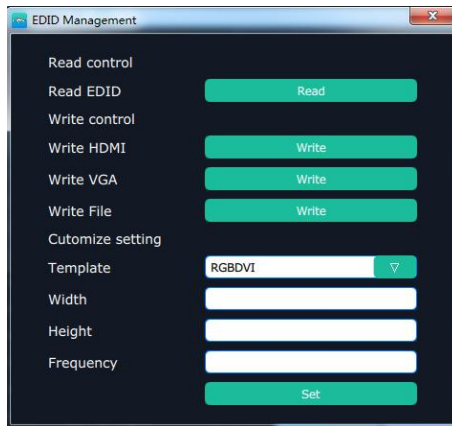 EDID Management
Read control
Read EDID Read
Write control
Write HDMI Write
Write VGA Write
Write File Write
Cutomize setting
Template RGBDVI
Width
Height
Frequency
Set